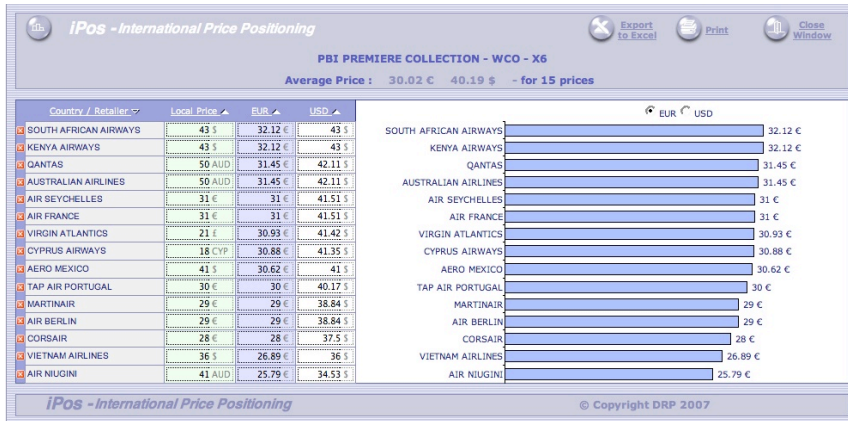 iPos - International Price Positioning
Export to Excel
Print
Close Window
PBI PREMIERE COLLECTION - WCO - X6
Average Price : 30.02 € 40.19 $ - for 15 prices
Country / Retailer Local Price EUR USD
EUR USD
SOUTH AFRICAN AIRWAYS 43 $ 32.12 € 43 $ SOUTH AFRICAN AIRWAYS 32.12 €
KENYA AIRWAYS 43 $ 32.12 € 43 $ KENYA AIRWAYS 32.12 €
QANTAS 50 AUD 31.45 € 42.11 $ QANTAS 31.45 €
AUSTRALIAN AIRLINES 50 AUD 31.45 € 42.11 $ AUSTRALIAN AIRLINES 31.45 €
AIR SEYCHELLES 31 € 31 € 41.51 $ AIR SEYCHELLES 31 €
AIR FRANCE 31 € 31 € 41.51 $ AIR FRANCE 31 €
VIRGIN ATLANTICS 21 £ 30.93 € 41.42 $ VIRGIN ATLANTICS 30.93 €
CYPRUS AIRWAYS 18 CYP 30.88 € 41.35 $ CYPRUS AIRWAYS 30.88 €
AERO MEXICO 41 $ 30.62 € 41 $ AERO MEXICO 30.62 €
TAP AIR PORTUGAL 30 € 30 € 40.17 $ TAP AIR PORTUGAL 30 €
MARTINAIR 29 € 29 € 38.84 $ MARTINAIR 29 €
AIR BERLIN 29 € 29 € 38.84 $ AIR BERLIN 29 €
CORSAIR 28 € 28 € 37.5 $ CORSAIR 28 €
VIETNAM AIRLINES 36 $ 26.89 € 36 $ VIETNAM AIRLINES 26.89 €
AIR NIUGINI 41 AUD 25.79 € 34.53 $ AIR NIUGINI 25.79 €
iPos - International Price Positioning
© Copyright DRP 2007